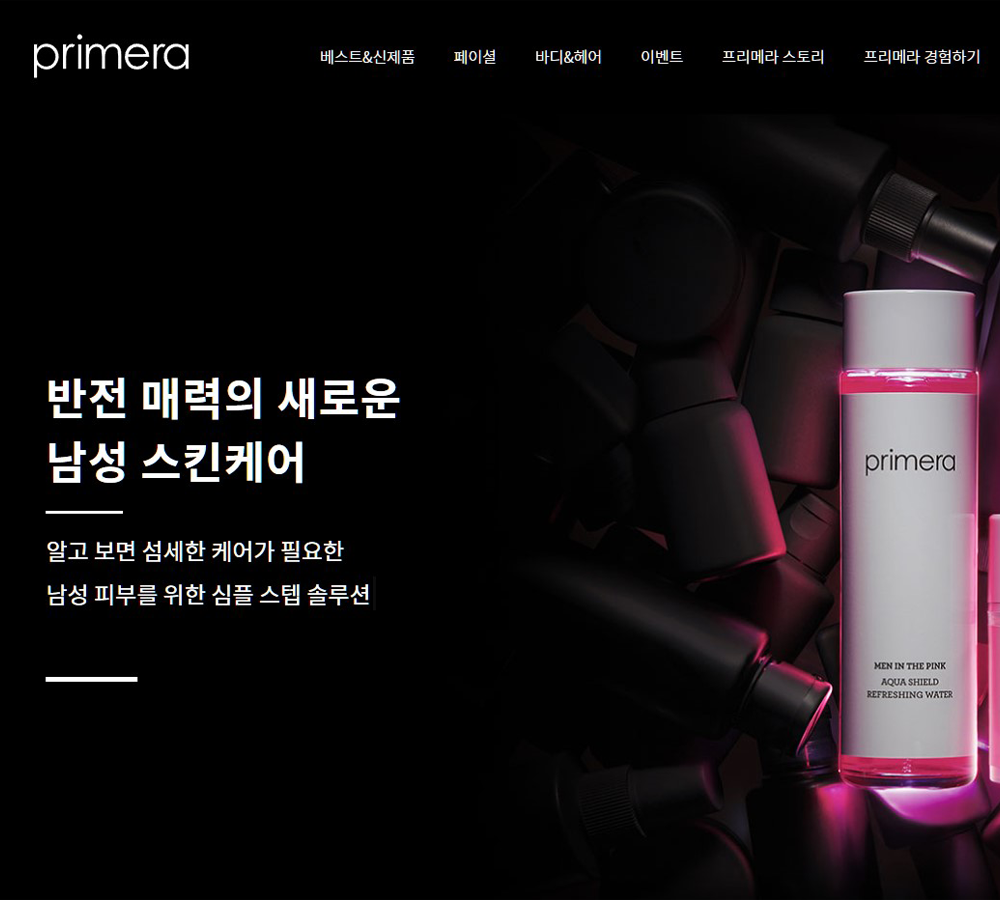 primera
베스트&신제품
페이셜
바디&헤어
이벤트
프리메라 스토리
프리메라 경험하기
반전 매력의 새로운
남성 스킨케어
알고 보면 섬세한 케어가 필요한
남성 피부를 위한 심플 스텝 솔루션
primera
MEN IN THE PINK
AQUA SHIELD
REFRESHING WATER